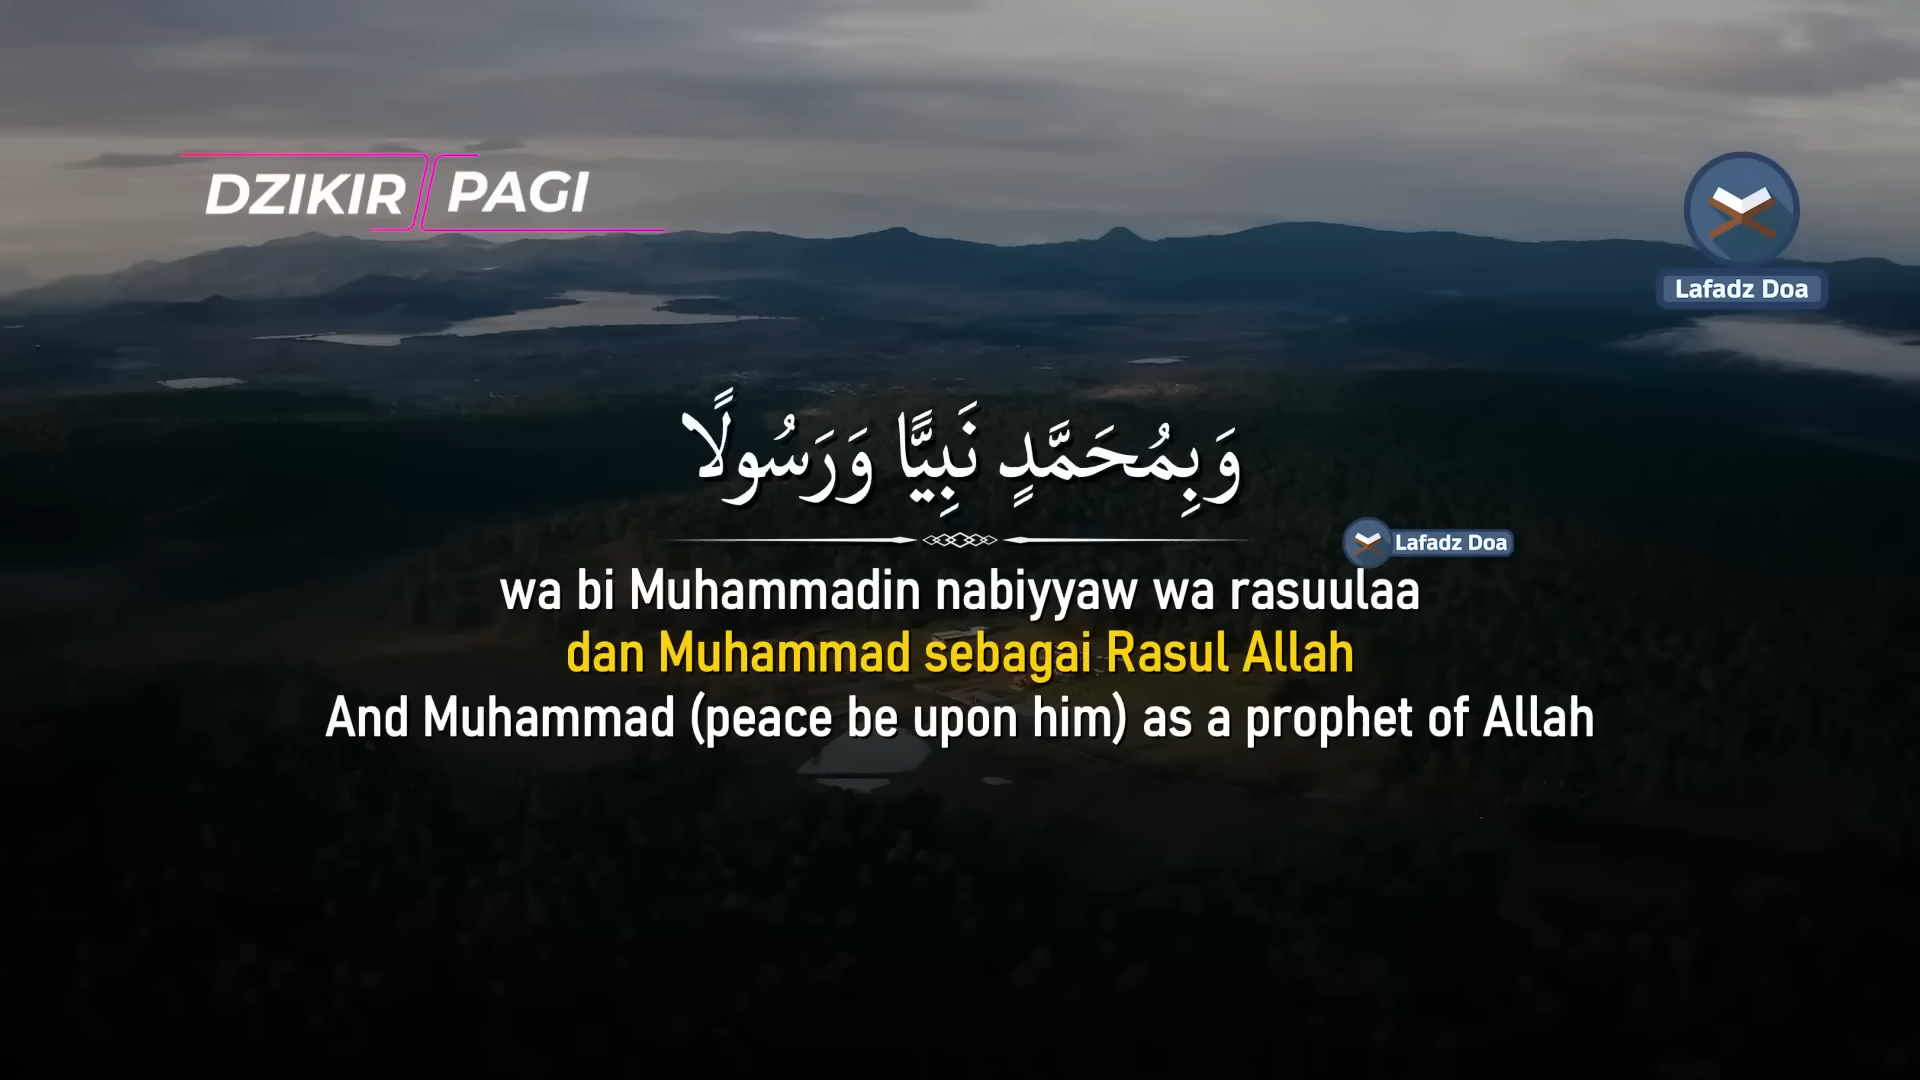 DZIKIR PAGI
Lafadz Doa
وَبِمُحَمَّدٍ نَبِيًّا وَرَسُولًا
Lafadz Doa
wa bi Muhammadin nabiyyaw wa rasuulaa
dan Muhammad sebagai Rasul Allah
And Muhammad (peace be upon him) as a prophet of Allah